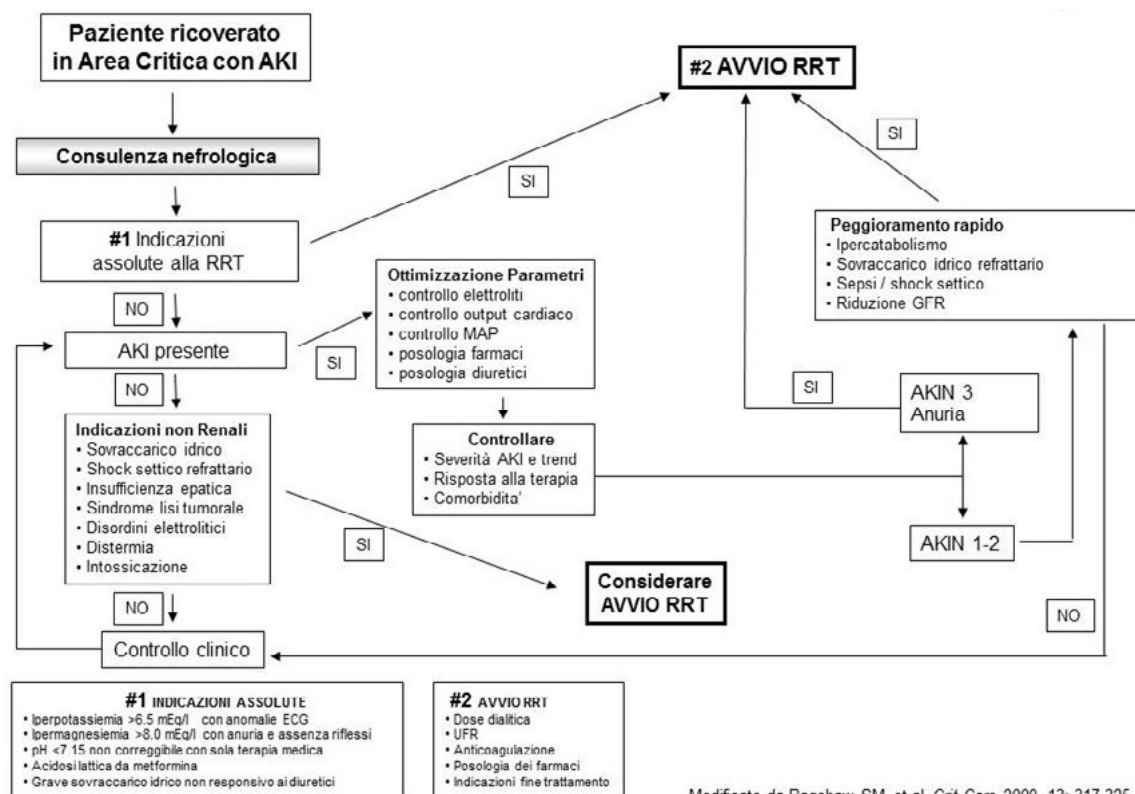 Paziente ricoverato
in Area Critica con AKI
Consulenza nefrologica
#1 Indicazioni
assolute alla RRT
SI
#2 AVVIO RRT
NO
AKI presente
SI
Ottimizzazione Parametri
• controllo elettroliti
• controllo output cardiaco
• controllo MAP
• posologia farmaci
• posologia diuretici
Controllare
• Severità AKI e trend
• Risposta alla terapia
• Comorbidita'
AKIN 3
Anuria
SI
AKIN 1-2
Peggioramento rapido
- Ipercatabolismo
- Sovraccarico idrico refrattario
- Sepsi / shock settico
- Riduzione GFR
SI
NO
NO
Indicazioni non Renali
• Sovraccarico idrico
• Shock settico refrattario
• Insufficienza epatica
• Sindrome lisi tumorale
• Disordini elettrolitici
• Distermia
• Intossicazione
SI
Considerare
AVVIO RRT
NO
Controllo clinico
#1 INDICAZIONI ASSOLUTE
• Iperpotassiemia >6.5 mEq/l con anomalie ECG
• Ipermagnesiemia >8.0 mEq/l con anuria e assenza riflessi
• pH <7.15 non correggibile con sola terapia medica
• Acidosi lattica da metformina
• Grave sovraccarico idrico non responsivo ai diuretici
#2 AVVIO RRT
• Dose dialitica
• UFR
• Anticoagulazione
• Posologia dei farmaci
• Indicazioni fine trattamento